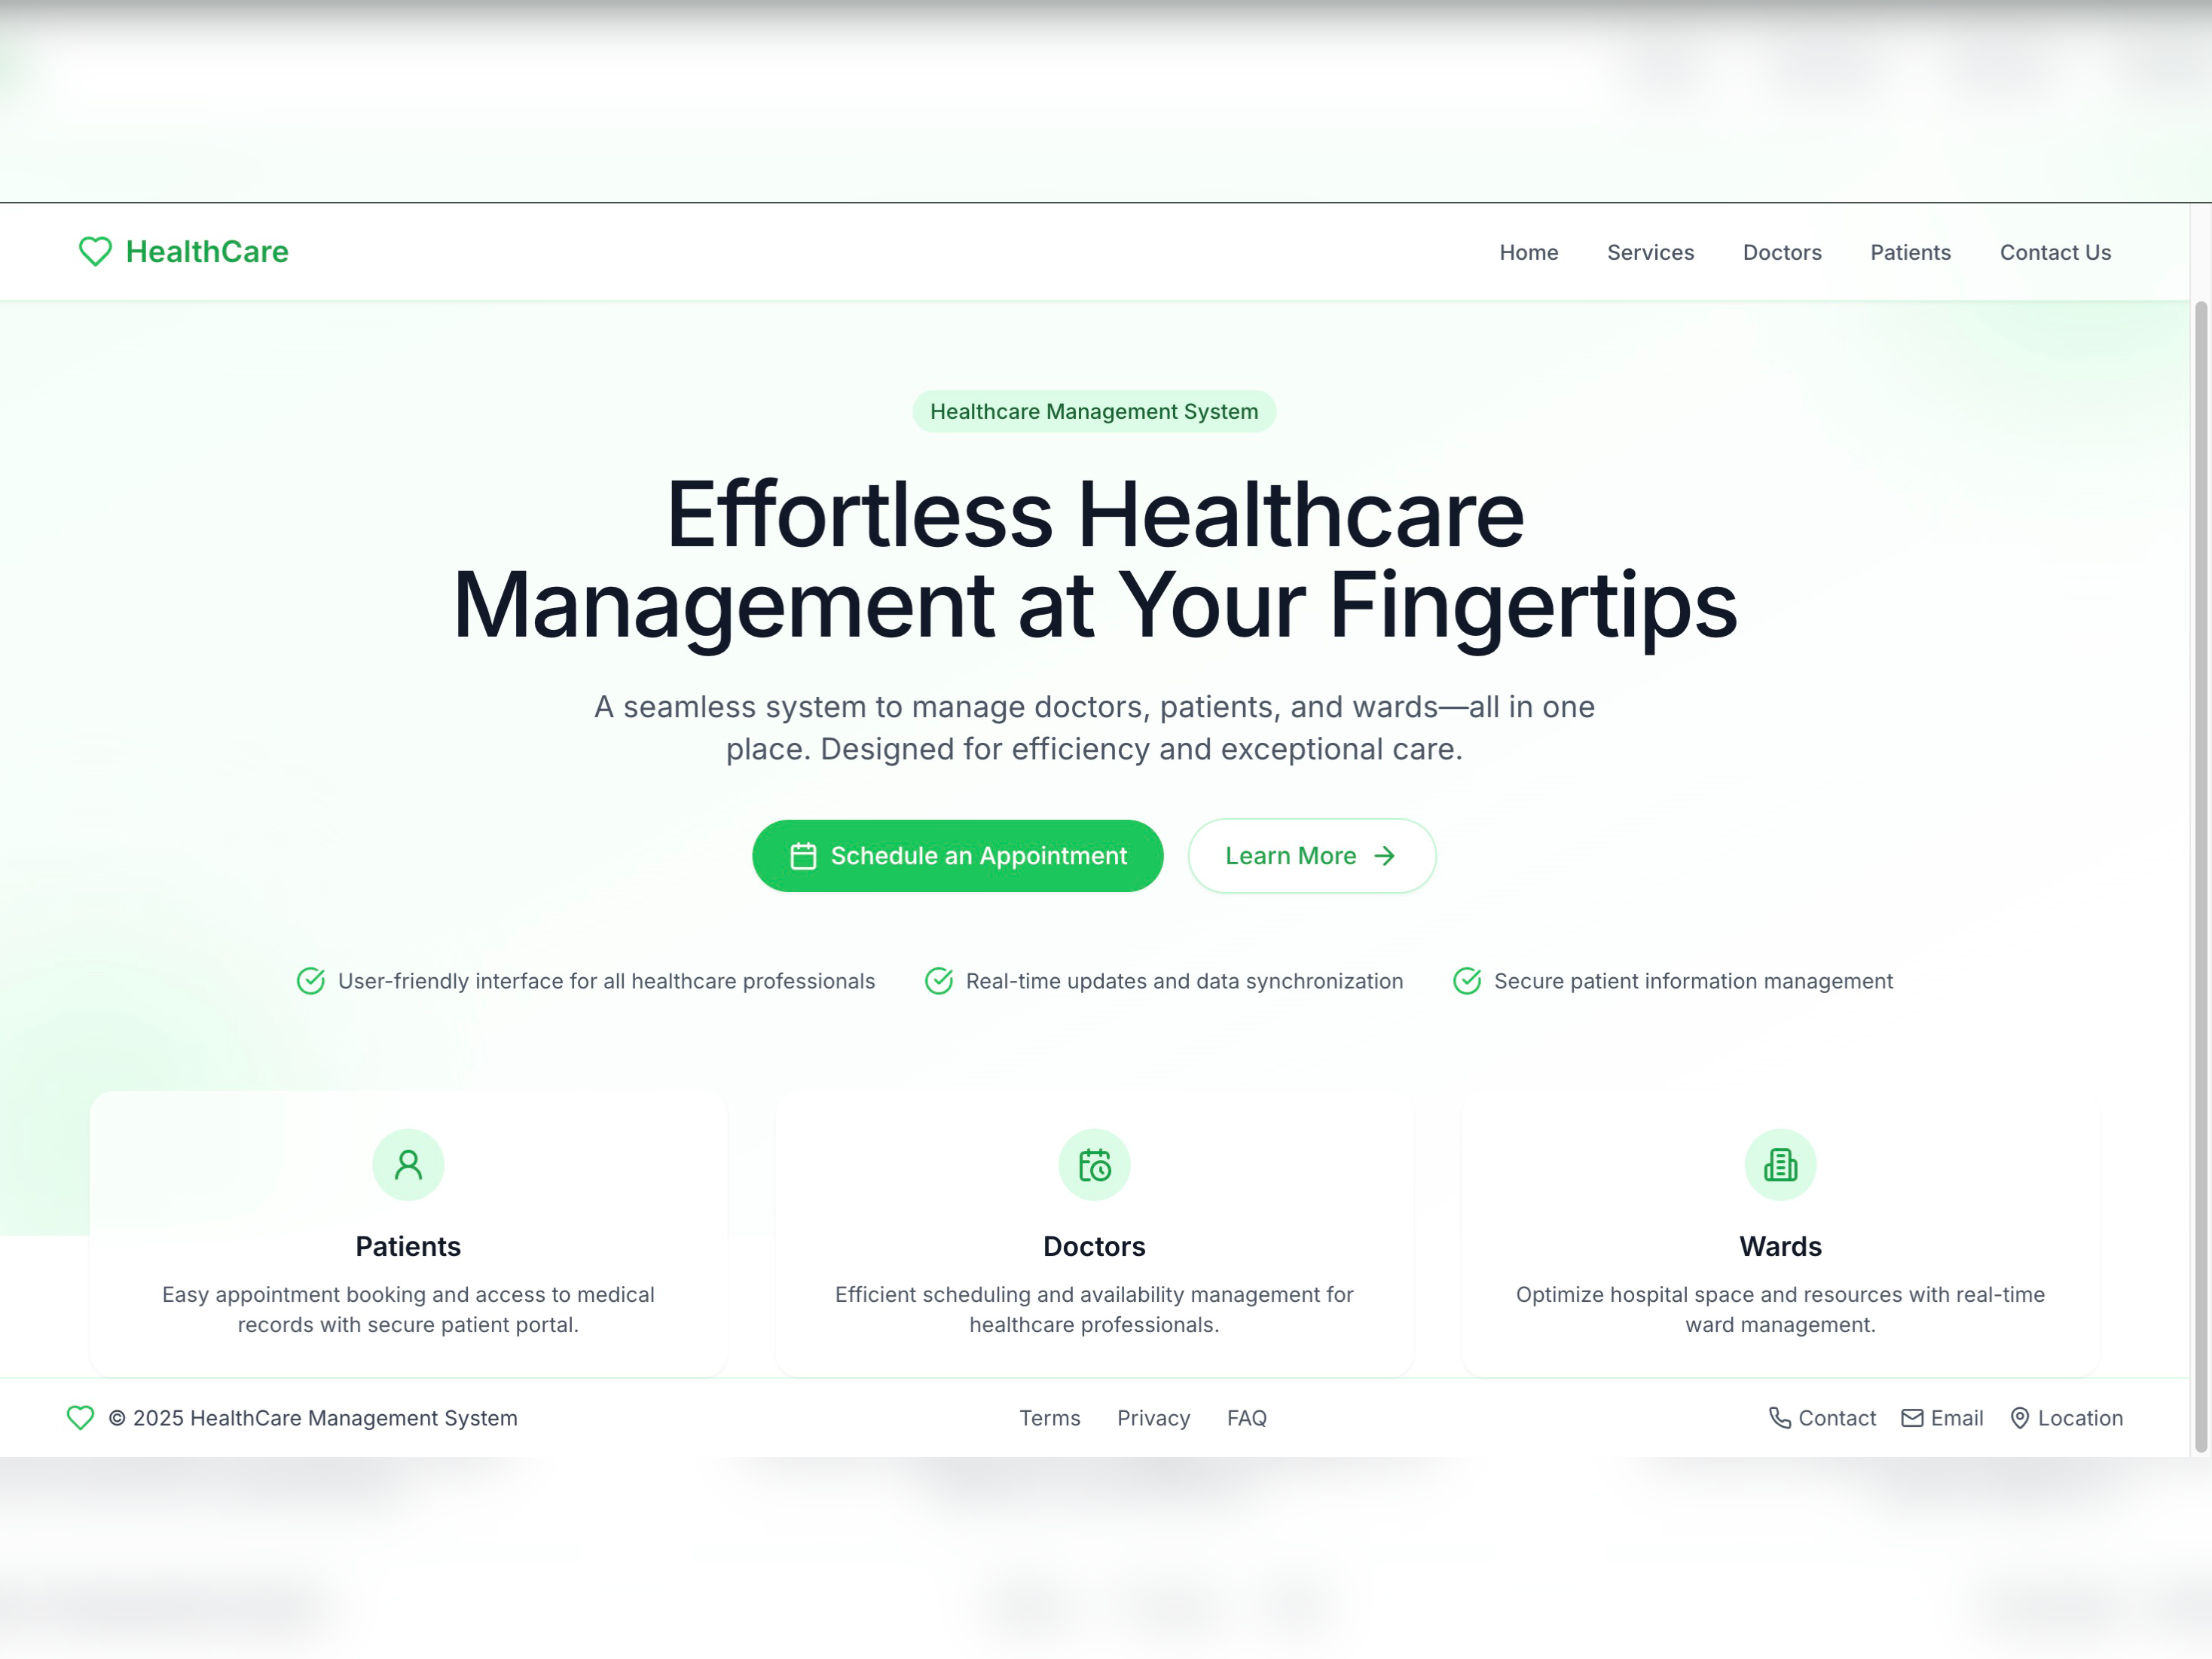 HealthCare
Home Services Doctors Patients Contact Us
Healthcare Management System
Effortless Healthcare
Management at Your Fingertips
A seamless system to manage doctors, patients, and wards—all in one
place. Designed for efficiency and exceptional care.
Schedule an Appointment
Learn More
User-friendly interface for all healthcare professionals
Real-time updates and data synchronization
Secure patient information management
Patients
Easy appointment booking and access to medical
records with secure patient portal.
Doctors
Efficient scheduling and availability management for
healthcare professionals.
Wards
Optimize hospital space and resources with real-time
ward management.
© 2025 HealthCare Management System
Terms Privacy FAQ
Contact Email Location